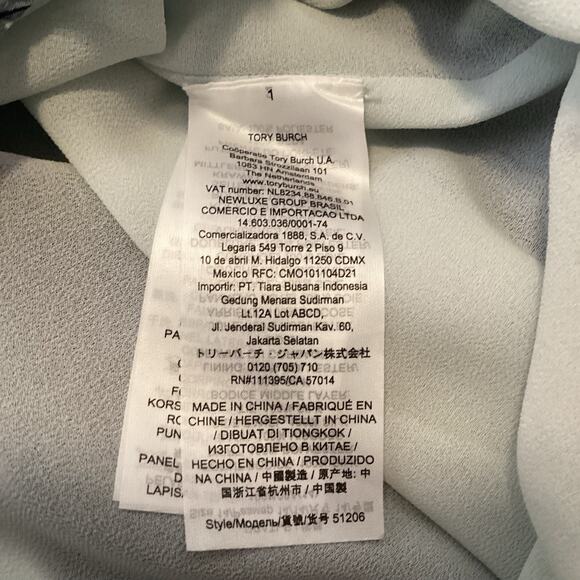 1
TORY BURCH
Coöperatie Tory Burch U.A.
Barbara Strozzilaan 101
1083 HN Amsterdam
The Netherlands
www.toryburch.eu
VAT number: NL8234.88.846.B.01
NEWLUXE GROUP BRASIL
COMERCIO E IMPORTACAO LTDA
14.603.036/0001-74
Comercializadora 1888, S.A. de C.V.
Legaria 549 Torre 2 Piso 9
10 de abril M. Hidalgo 11250 CDMX
Mexico RFC: CMO101104D21
Importir: PT. Tiara Busana Indonesia
Gedung Menara Sudirman
Lt.12A Lot ABCD,
Jl. Jenderal Sudirman Kav. 60,
Jakarta Selatan
トリーバーチ・ジャパン株式会社
0120 (705) 710
RN#111395/CA 57014
MADE IN CHINA / FABRIQUÉ EN
CHINE / HERGESTELLT IN CHINA
/ DIBUAT DI TIONGKOK /
ИЗГОТОВЛЕНО В КИТАЕ /
HECHO EN CHINA / PRODUZIDO
NA CHINA / 中國製造 / 原产地: 中
国浙江省杭州市 / 中国製
Style/Модель/貨號/货号 51206
PA
KORS
PUN
PANEL
LAPIS